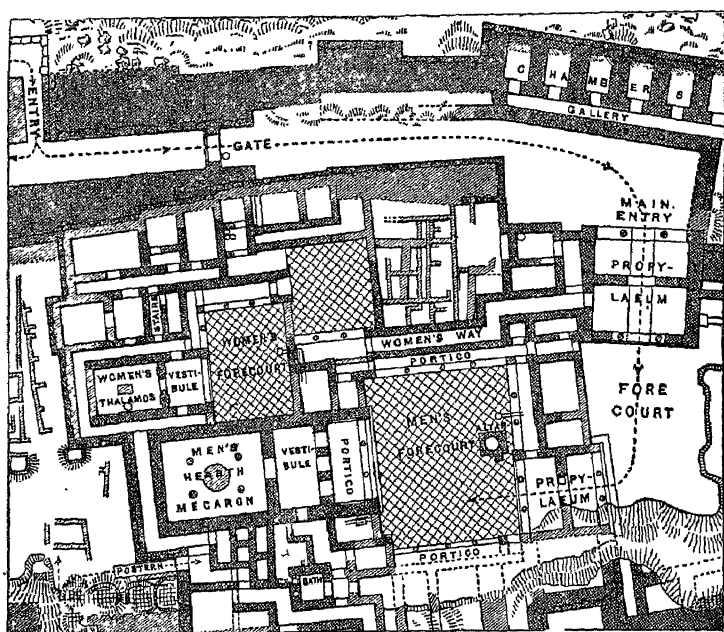 C HA MB ER S
GALLERY
ENTRY
GATE
MAIN
ENTRY
PROPY-
LAEUM
STAIRS
WOMEN'S
FORECOURT
WOMEN'S WAY
PORTICO
WOMEN'S
THALAMOS
VESTI-
BULE
FORE
COURT
MEN'S
FORECOURT
ALTAR
MEN'S
HEARTH
MEGARON
VESTI-
BULE
PORTICO
PROPY-
LAEUM
PORTICO
POSTERN
BATH